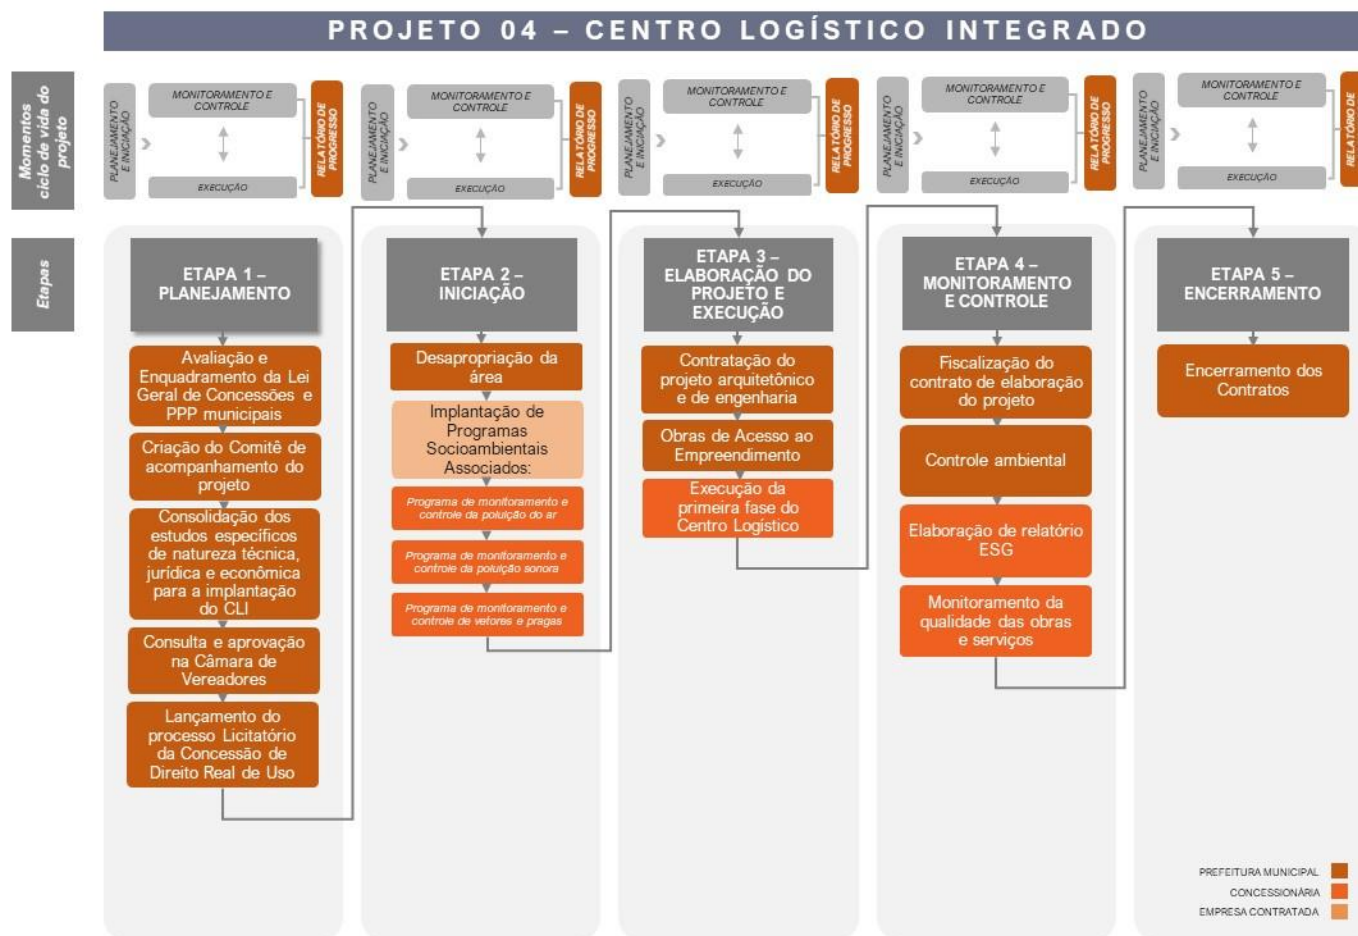 PROJETO 04 – CENTRO LOGÍSTICO INTEGRADO
Momentos
ciclo de vida do
projeto
PLANEJAMENTO
E INICIAÇÃO
MONITORAMENTO E
CONTROLE
EXECUÇÃO
RELATÓRIO DE
PROGRESSO
PLANEJAMENTO
E INICIAÇÃO
MONITORAMENTO E
CONTROLE
EXECUÇÃO
RELATÓRIO DE
PROGRESSO
PLANEJAMENTO
E INICIAÇÃO
MONITORAMENTO E
CONTROLE
EXECUÇÃO
RELATÓRIO DE
PROGRESSO
PLANEJAMENTO
E INICIAÇÃO
MONITORAMENTO E
CONTROLE
EXECUÇÃO
RELATÓRIO DE
PROGRESSO
PLANEJAMENTO
E INICIAÇÃO
MONITORAMENTO E
CONTROLE
EXECUÇÃO
RELATÓRIO DE
Etapas
ETAPA 1 –
PLANEJAMENTO
Avaliação e
Enquadramento da Lei
Geral de Concessões e
PPP municipais
Criação do Comitê de
acompanhamento do
projeto
Consolidação dos
estudos específicos
de natureza técnica,
jurídica e econômica
para a implantação
do CLI
Consulta e aprovação
na Câmara de
Vereadores
Lançamento do
processo Licitatório
da Concessão de
Direito Real de Uso
ETAPA 2 –
INICIAÇÃO
Desapropriação da
área
Implantação de
Programas
Socioambientais
Associados:
Programa de monitoramento e
controle da poluição do ar
Programa de monitoramento e
controle da poluição sonora
Programa de monitoramento e
controle de vetores e pragas
ETAPA 3 –
ELABORAÇÃO DO
PROJETO E
EXECUÇÃO
Contratação do
projeto arquitetônico
e de engenharia
Obras de Acesso ao
Empreendimento
Execução da
primeira fase do
Centro Logístico
ETAPA 4 –
MONITORAMENTO
E CONTROLE
Fiscalização do
contrato de elaboração
do projeto
Controle ambiental
Elaboração de relatório
ESG
Monitoramento da
qualidade das obras
e serviços
ETAPA 5 –
ENCERRAMENTO
Encerramento dos
Contratos
PREFEITURA MUNICIPAL
CONCESSIONÁRIA
EMPRESA CONTRATADA